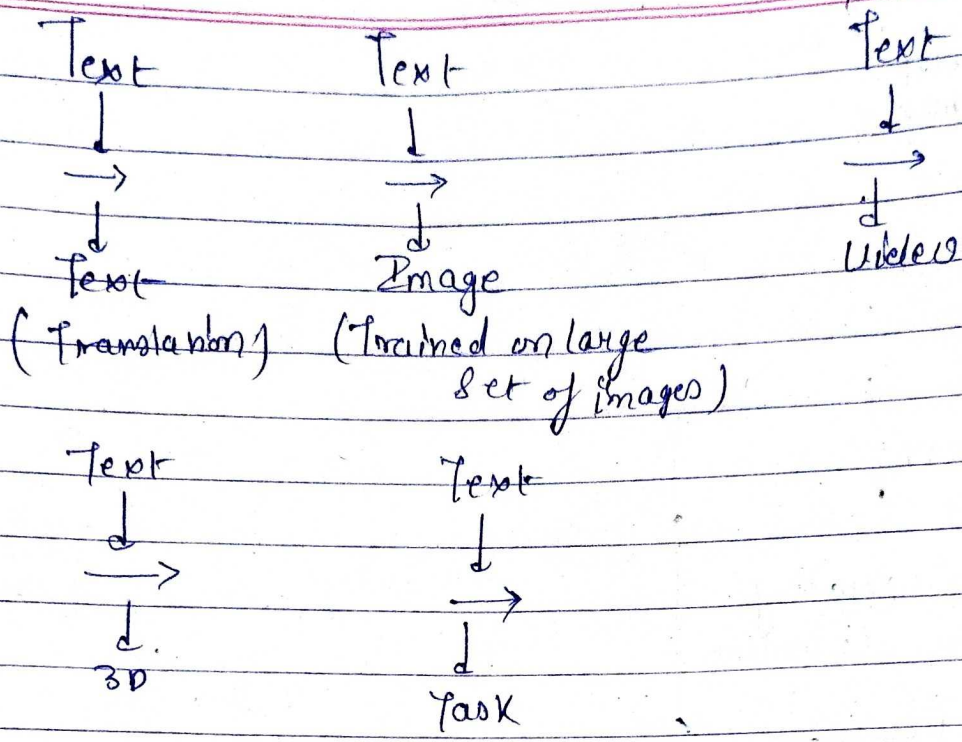 Text Text Text
↓ ↓ ↓
→ → →
↓ ↓ ↓
Text Image Video
(Translation) (Trained on large
set of images)
Text Text
↓ ↓
→ →
↓ ↓
3D Task